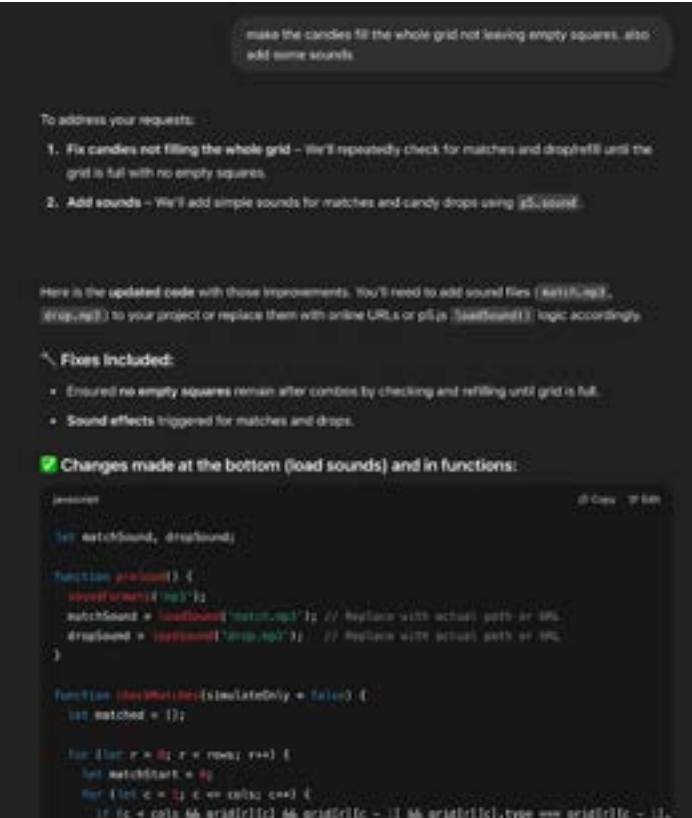 make the candies fill the whole grid not leaving empty squares. also
add some sounds
To address your requests:
1. Fix candies not filling the whole grid – We'll repeatedly check for matches and drop/refill until the
grid is full with no empty squares.
2. Add sounds – We'll add simple sounds for matches and candy drops using p5.sound.
Here is the updated code with those improvements. You'll need to add sound files (match.mp3,
drop.mp3) to your project or replace them with online URLs or p5.js loadSound() logic accordingly.
🔧 Fixes Included:
• Ensured no empty squares remain after combos by checking and refilling until grid is full.
• Sound effects triggered for matches and drops.
✅ Changes made at the bottom (load sounds) and in functions:
javascript Copy Edit
let matchSound, dropSound;
function preload() {
soundFormats('mp3');
matchSound = loadSound('match.mp3'); // Replace with actual path or URL
dropSound = loadSound('drop.mp3'); // Replace with actual path or URL
}
function checkMatches(simulateOnly = false) {
let matched = [];
for (let r = 0; r < rows; r++) {
let matchStart = 0;
for (let c = 1; c <= cols; c++) {
if (c < cols && grid[r][c] && grid[r][c - 1] && grid[r][c].type === grid[r][c - 1].